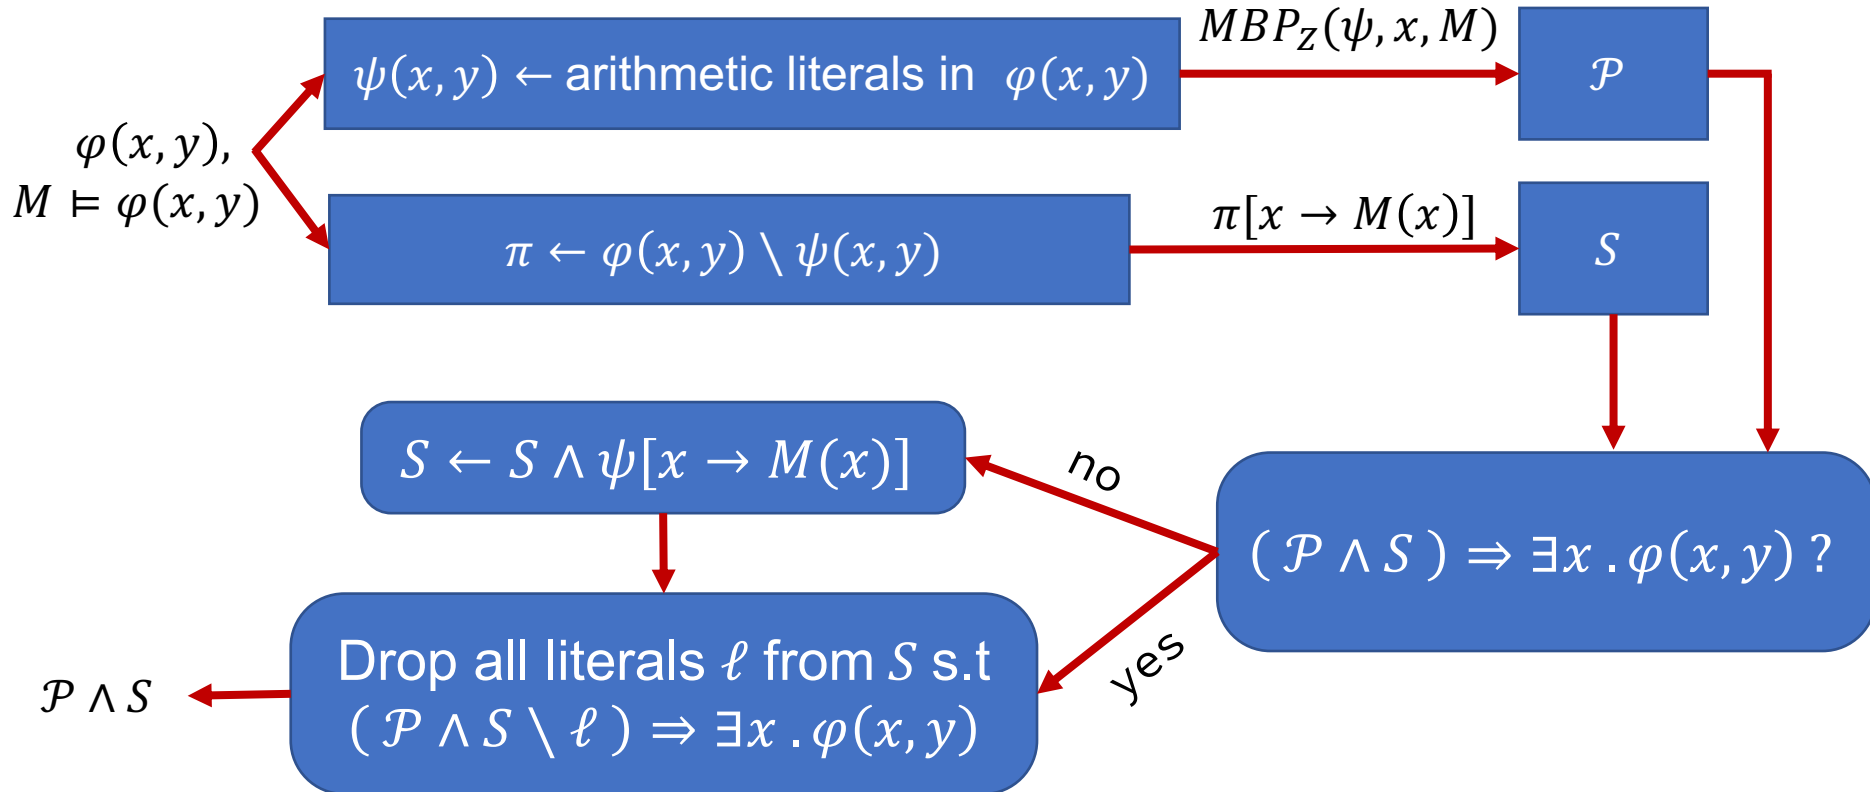 φ(x, y),
M ⊨ φ(x, y)
ψ(x, y) ← arithmetic literals in φ(x, y)
MBP_Z(ψ, x, M)
𝒫
π ← φ(x, y) \ ψ(x, y)
π[x → M(x)]
S
S ← S ∧ ψ[x → M(x)]
no
( 𝒫 ∧ S ) ⇒ ∃x . φ(x, y) ?
yes
Drop all literals ℓ from S s.t
( 𝒫 ∧ S \ ℓ ) ⇒ ∃x . φ(x, y)
𝒫 ∧ S